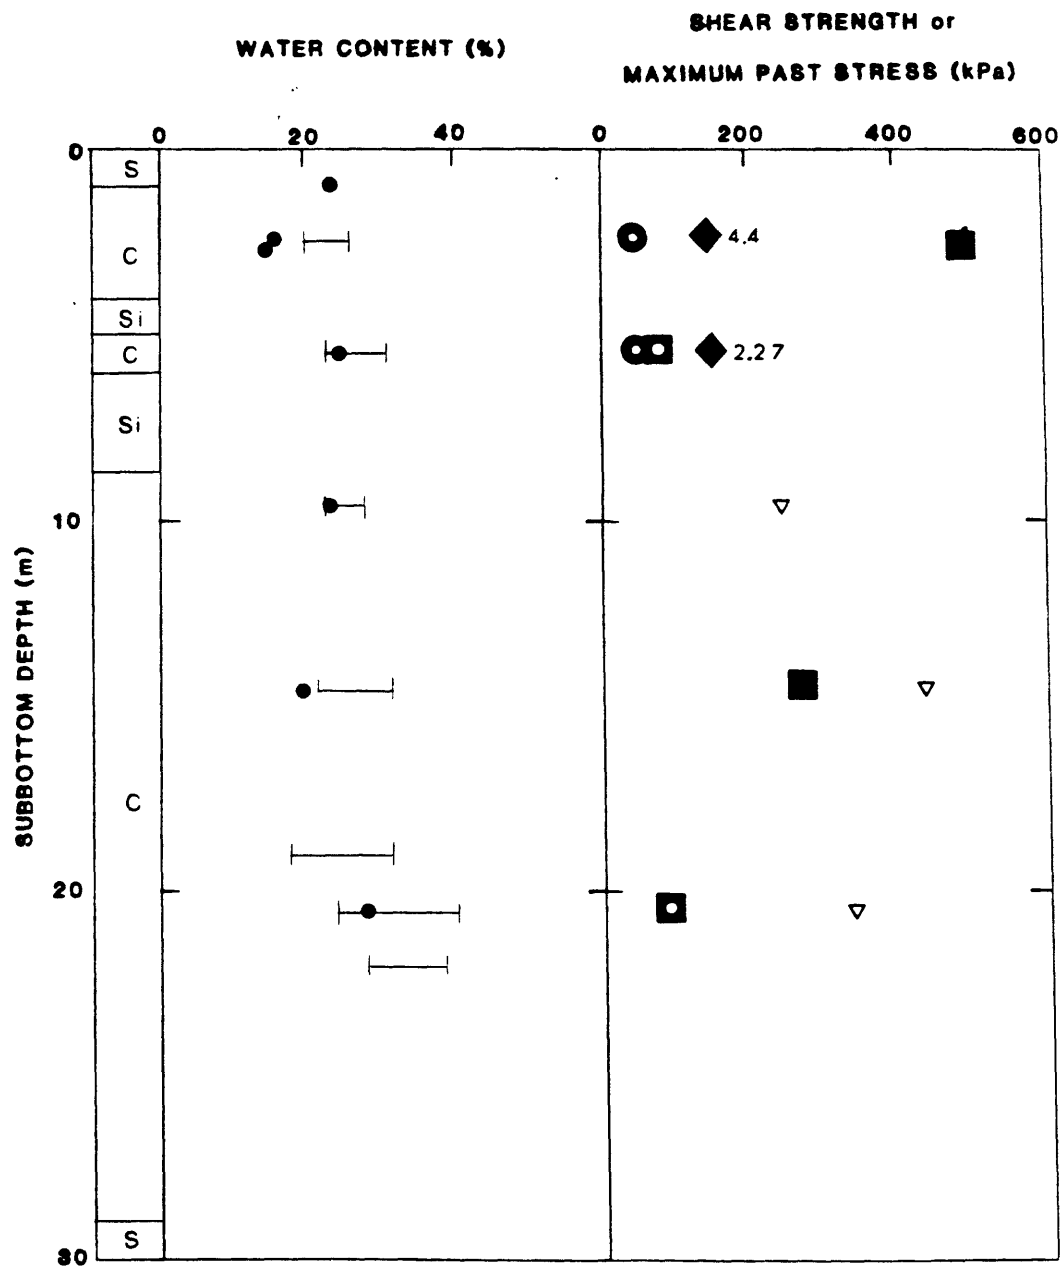 SHEAR STRENGTH or
WATER CONTENT (%)
MAXIMUM PAST STRESS (kPa)
0 20 40 0 200 400 600
0
S
C
4.4
Si
C
2.27
Si
10
SUBBOTTOM DEPTH (m)
C
20
S
30